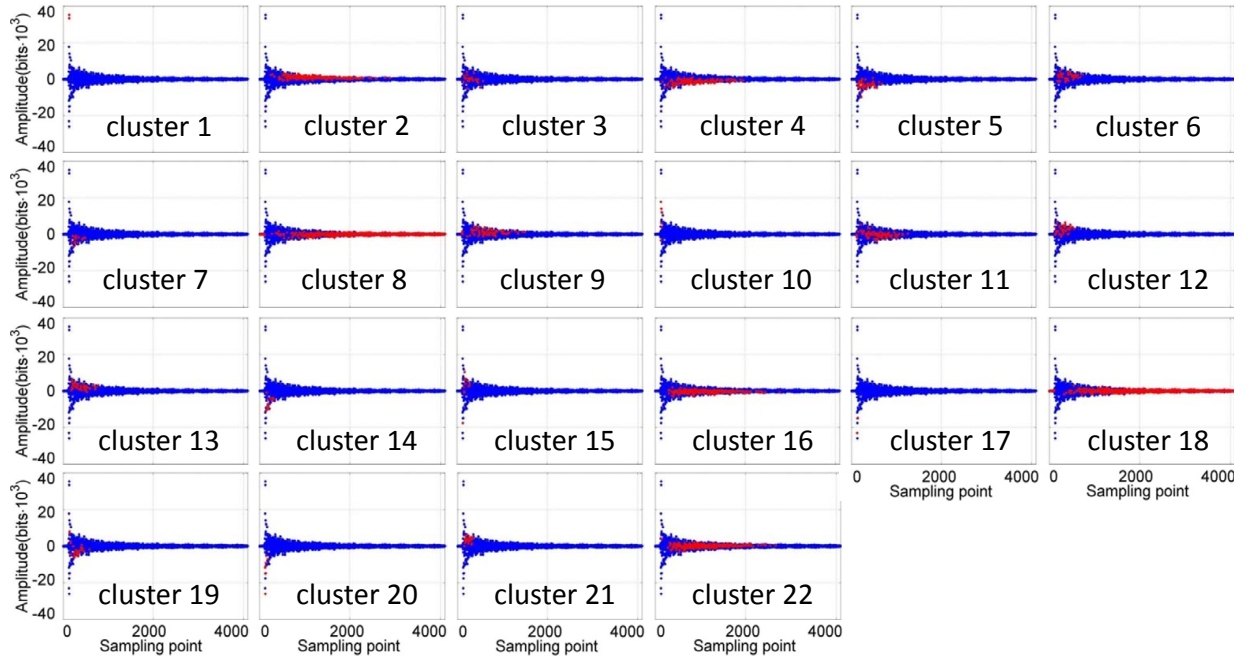 Amplitude(bits·10³)
40
20
0
-20
-40
cluster 1
cluster 2
cluster 3
cluster 4
cluster 5
cluster 6
Amplitude(bits·10³)
40
20
0
-20
-40
cluster 7
cluster 8
cluster 9
cluster 10
cluster 11
cluster 12
Amplitude(bits·10³)
40
20
0
-20
-40
cluster 13
cluster 14
cluster 15
cluster 16
cluster 17
cluster 18
0 2000 4000
Sampling point
0 2000 4000
Sampling point
Amplitude(bits·10³)
40
20
0
-20
-40
cluster 19
cluster 20
cluster 21
cluster 22
0 2000 4000
Sampling point
0 2000 4000
Sampling point
0 2000 4000
Sampling point
0 2000 4000
Sampling point